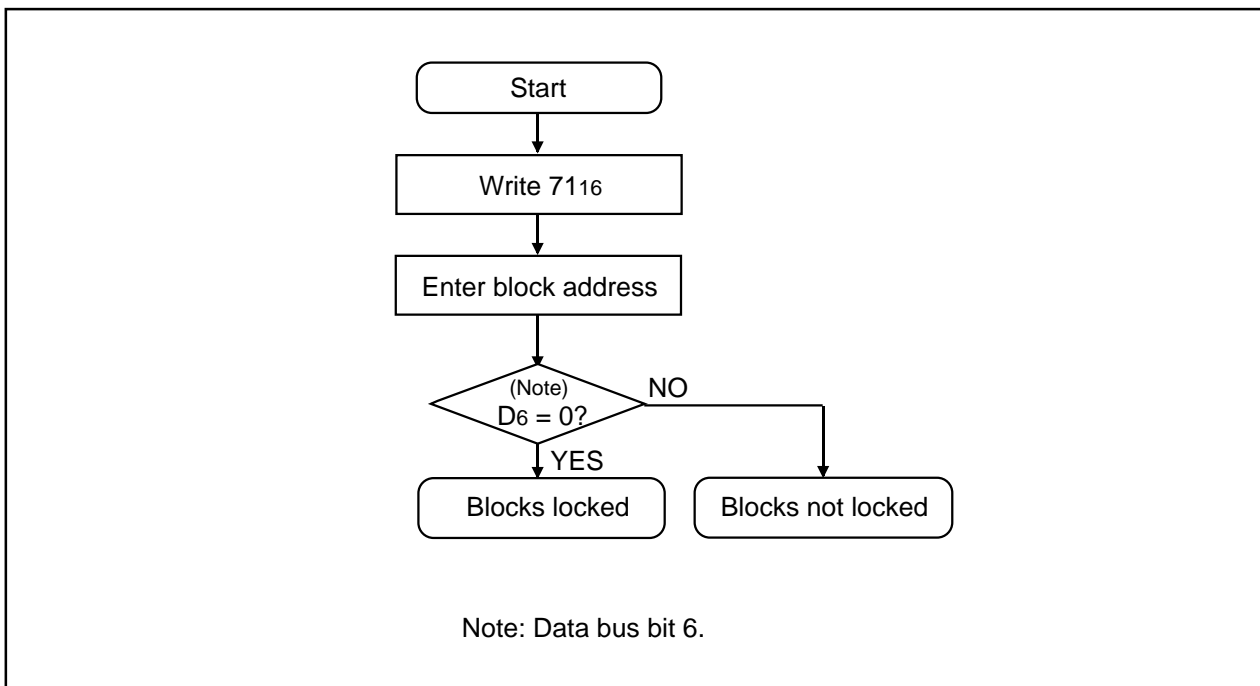 Start
Write 7116
Enter block address
(Note)
D6 = 0?
NO
YES
Blocks locked
Blocks not locked
Note: Data bus bit 6.